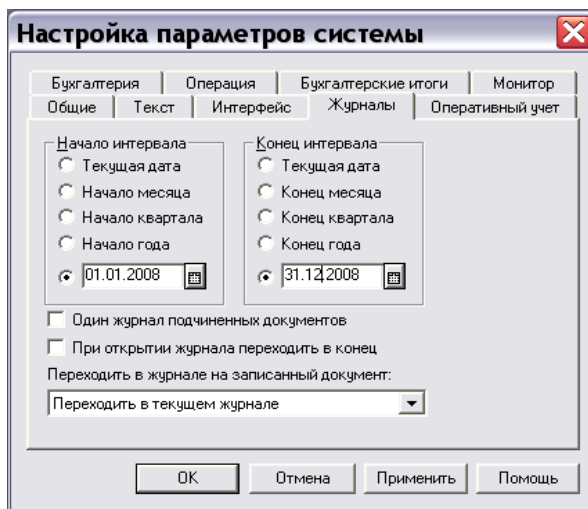 Настройка параметров системы
Бухгалтерия Операция Бухгалтерские итоги Монитор
Общие Текст Интерфейс Журналы Оперативный учет
Начало интервала Конец интервала
Текущая дата Текущая дата
Начало месяца Конец месяца
Начало квартала Конец квартала
Начало года Конец года
01.01.2008 31.12.2008
Один журнал подчиненных документов
При открытии журнала переходить в конец
Переходить в журнале на записанный документ:
Переходить в текущем журнале
OK Отмена Применить Помощь